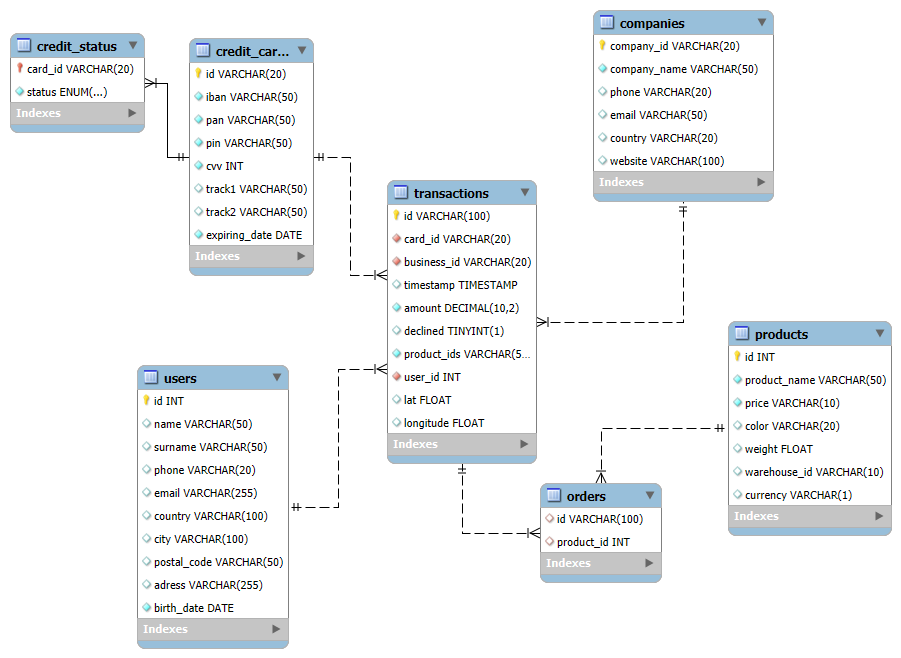 credit_status
card_id VARCHAR(20)
status ENUM(...)
Indexes
credit_car...
id VARCHAR(20)
iban VARCHAR(50)
pan VARCHAR(50)
pin VARCHAR(50)
cvv INT
track1 VARCHAR(50)
track2 VARCHAR(50)
expiring_date DATE
Indexes
companies
company_id VARCHAR(20)
company_name VARCHAR(50)
phone VARCHAR(20)
email VARCHAR(50)
country VARCHAR(20)
website VARCHAR(100)
Indexes
transactions
id VARCHAR(100)
card_id VARCHAR(20)
business_id VARCHAR(20)
timestamp TIMESTAMP
amount DECIMAL(10,2)
declined TINYINT(1)
product_ids VARCHAR(5...
user_id INT
lat FLOAT
longitude FLOAT
Indexes
users
id INT
name VARCHAR(50)
surname VARCHAR(50)
phone VARCHAR(20)
email VARCHAR(255)
country VARCHAR(100)
city VARCHAR(100)
postal_code VARCHAR(50)
adress VARCHAR(255)
birth_date DATE
Indexes
products
id INT
product_name VARCHAR(50)
price VARCHAR(10)
color VARCHAR(20)
weight FLOAT
warehouse_id VARCHAR(10)
currency VARCHAR(1)
Indexes
orders
id VARCHAR(100)
product_id INT
Indexes